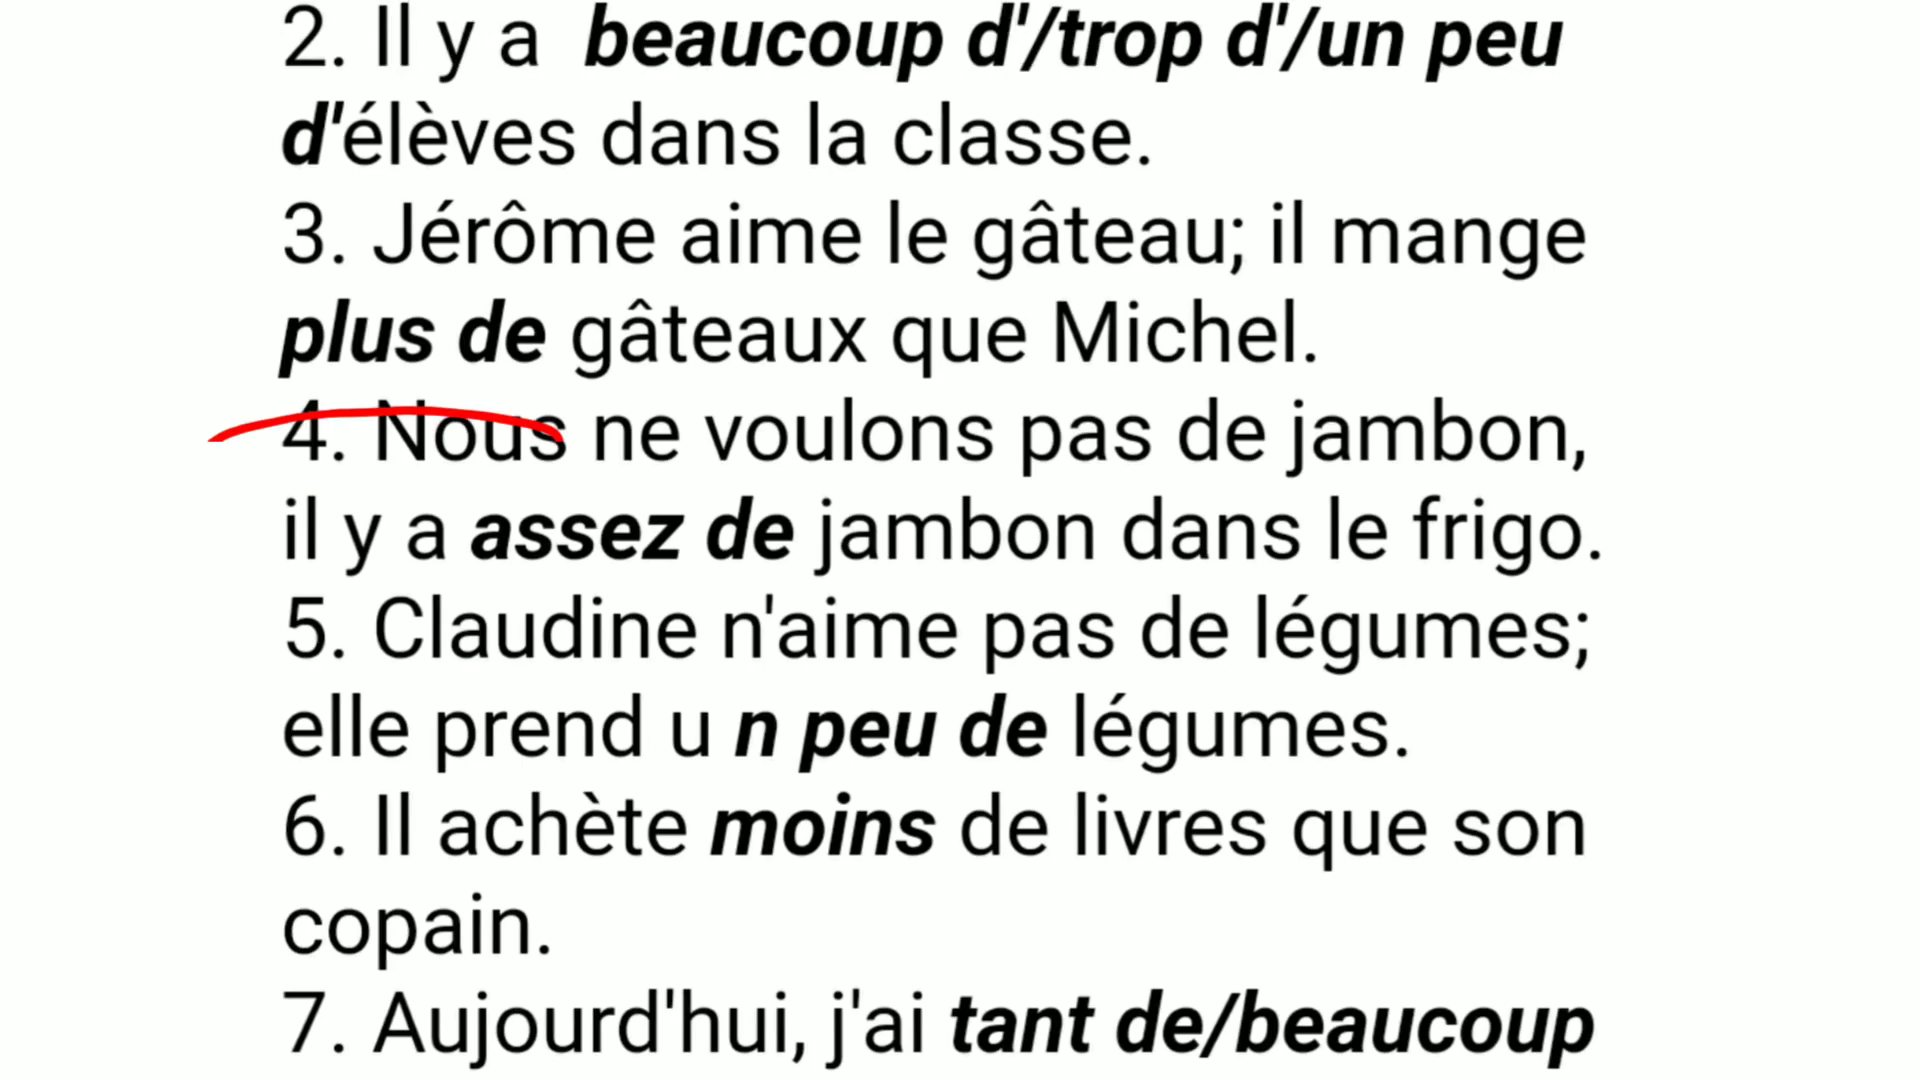 2. Il y a beaucoup d'/trop d'/un peu
d'élèves dans la classe.
3. Jérôme aime le gâteau; il mange
plus de gâteaux que Michel.
4. Nous ne voulons pas de jambon,
il y a assez de jambon dans le frigo.
5. Claudine n'aime pas de légumes;
elle prend u n peu de légumes.
6. Il achète moins de livres que son
copain.
7. Aujourd'hui, j'ai tant de/beaucoup